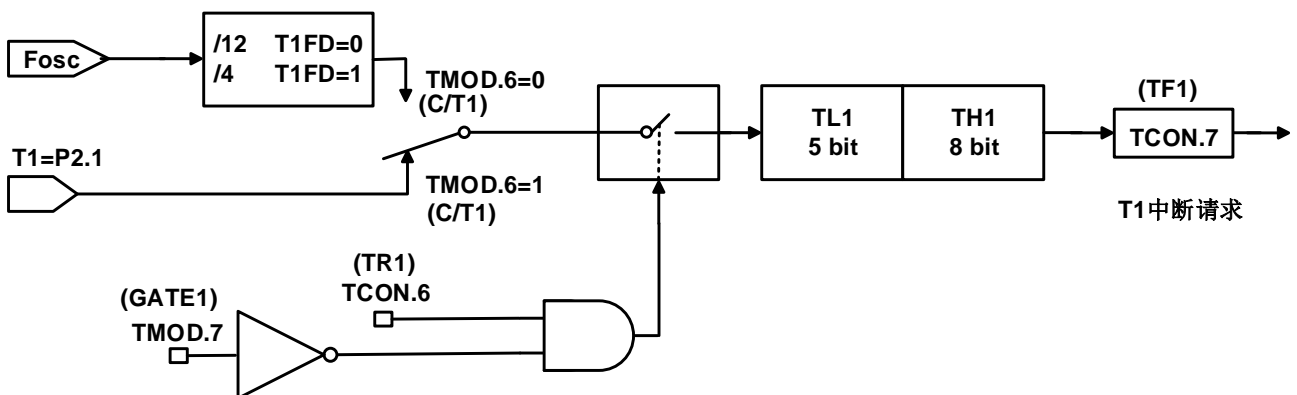 Fosc
/12 T1FD=0
/4 T1FD=1
TMOD.6=0
(C/T1)
T1=P2.1
TMOD.6=1
(C/T1)
TL1
5 bit
TH1
8 bit
(TF1)
TCON.7
T1中断请求
(TR1)
TCON.6
(GATE1)
TMOD.7